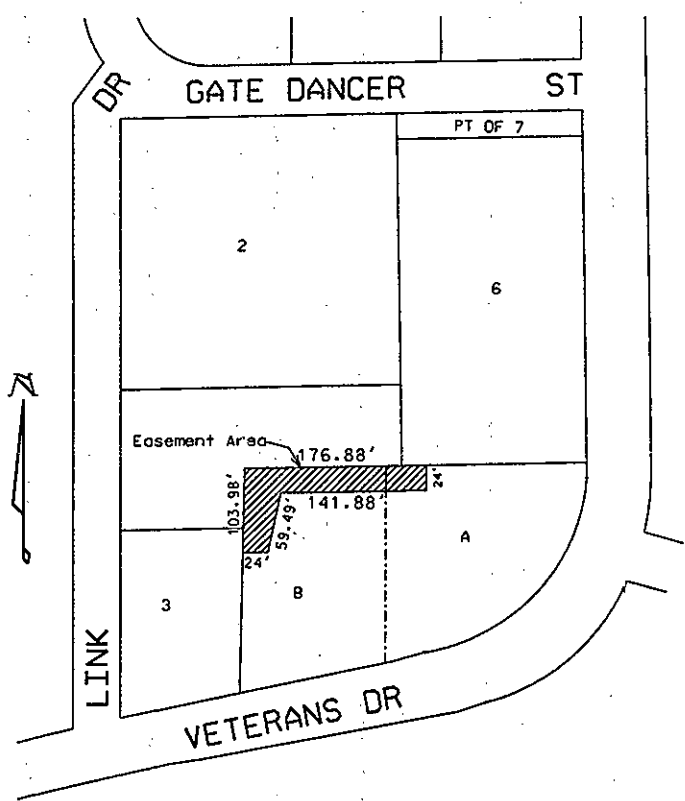 DR
GATE DANCER ST
PT OF 7
2
6
N
Easement Area
176.88'
24'
141.88'
103.98'
59.49'
24'
A
B
3
LINK
VETERANS DR